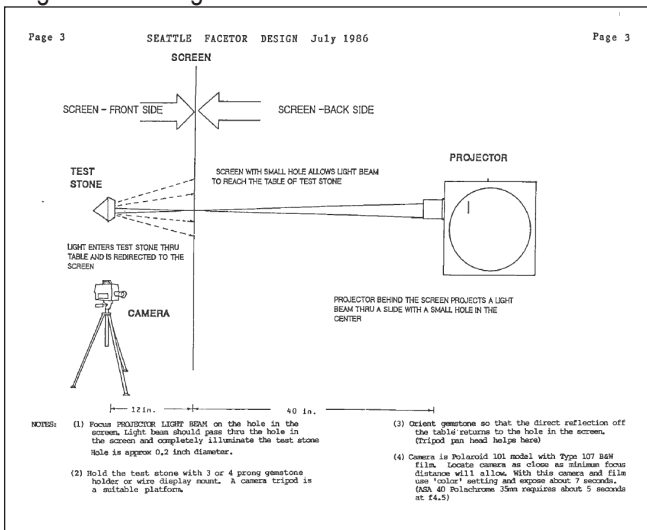 Page 3 SEATTLE FACETOR DESIGN July 1986 Page 3
SCREEN
SCREEN - FRONT SIDE SCREEN -BACK SIDE
PROJECTOR
TEST
STONE
SCREEN WITH SMALL HOLE ALLOWS LIGHT BEAM
TO REACH THE TABLE OF TEST STONE
LIGHT ENTERS TEST STONE THRU
TABLE AND IS REDIRECTED TO THE
SCREEN
CAMERA
PROJECTOR BEHIND THE SCREEN PROJECTS A LIGHT
BEAM THRU A SLIDE WITH A SMALL HOLE IN THE
CENTER
12in. 40 in.
NOTES: (1) Focus PROJECTOR LIGHT BEAM on the hole in the
screen. Light beam should pass thru the hole in
the screen and completely illuminate the test stone
Hole is approx 0.2 inch diameter.
(2) Hold the test stone with 3 or 4 prong gemstone
holder or wire display mount. A camera tripod is
a suitable platform.
(3) Orient gemstone so that the direct reflection off
the table returns to the hole in the screen.
(Tripod pan head helps here)
(4) Camera is Polaroid 101 model with Type 107 B&W
film. Locate camera as close as minimum focus
distance will allow. With this camera and film
use 'color' setting and expose about 7 seconds.
(ASA 40 Polachrome 35mm requires about 5 seconds
at f4.5)